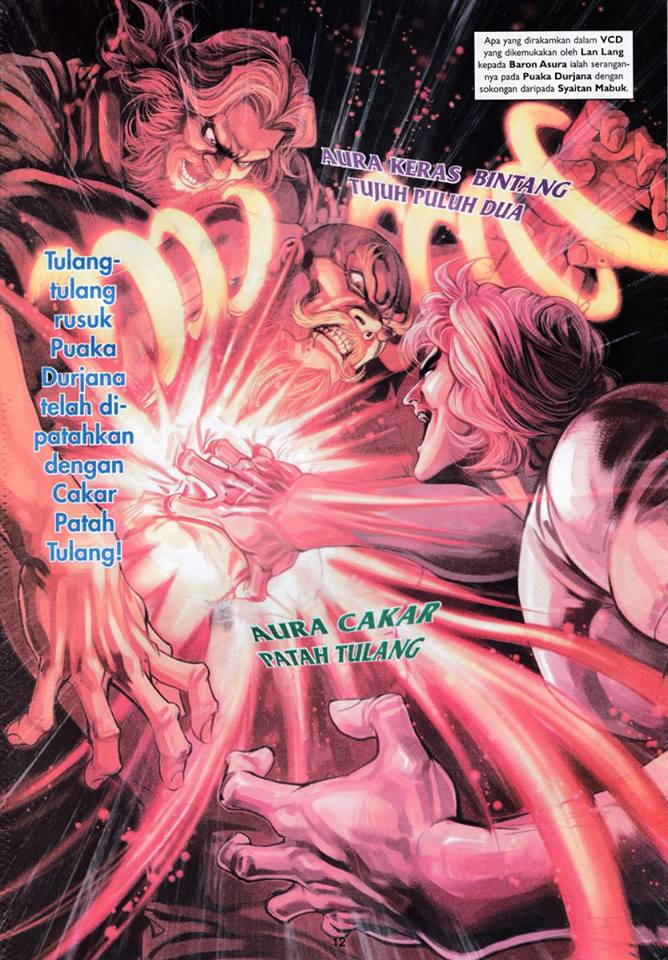 Apa yang dirakamkan dalam VCD
yang dikemukakan oleh Lan Lang
kepada Baron Asura ialah serangan-
nya pada Puaka Durjana dengan
sokongan daripada Syaitan Mabuk.
AURA KERAS BINTANG
TUJUH PULUH DUA
Tulang-
tulang
rusuk
Puaka
Durjana
telah di-
patahkan
dengan
Cakar
Patah
Tulang!
AURA CAKAR
PATAH TULANG
12